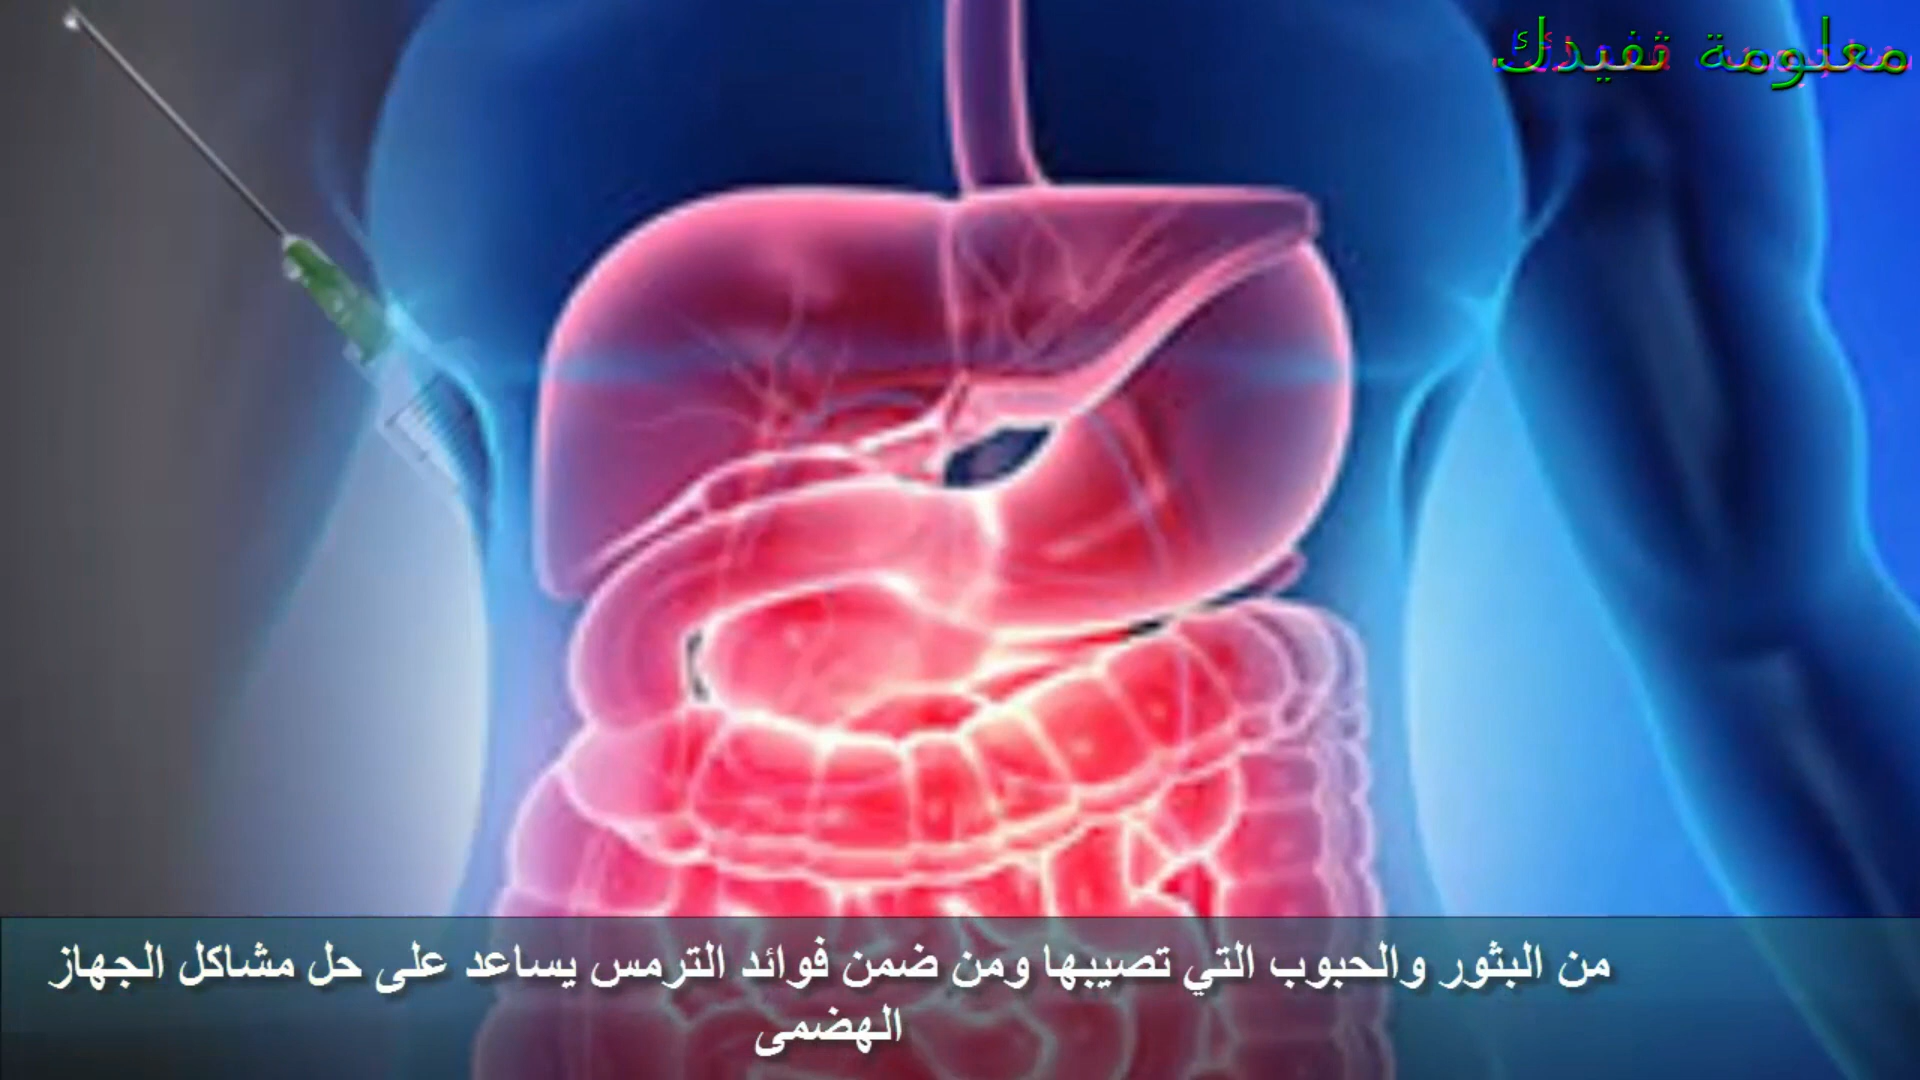 معلومة تفيدك
من البثور والحبوب التي تصيبها ومن ضمن فوائد الترمس يساعد على حل مشاكل الجهاز
الهضمى